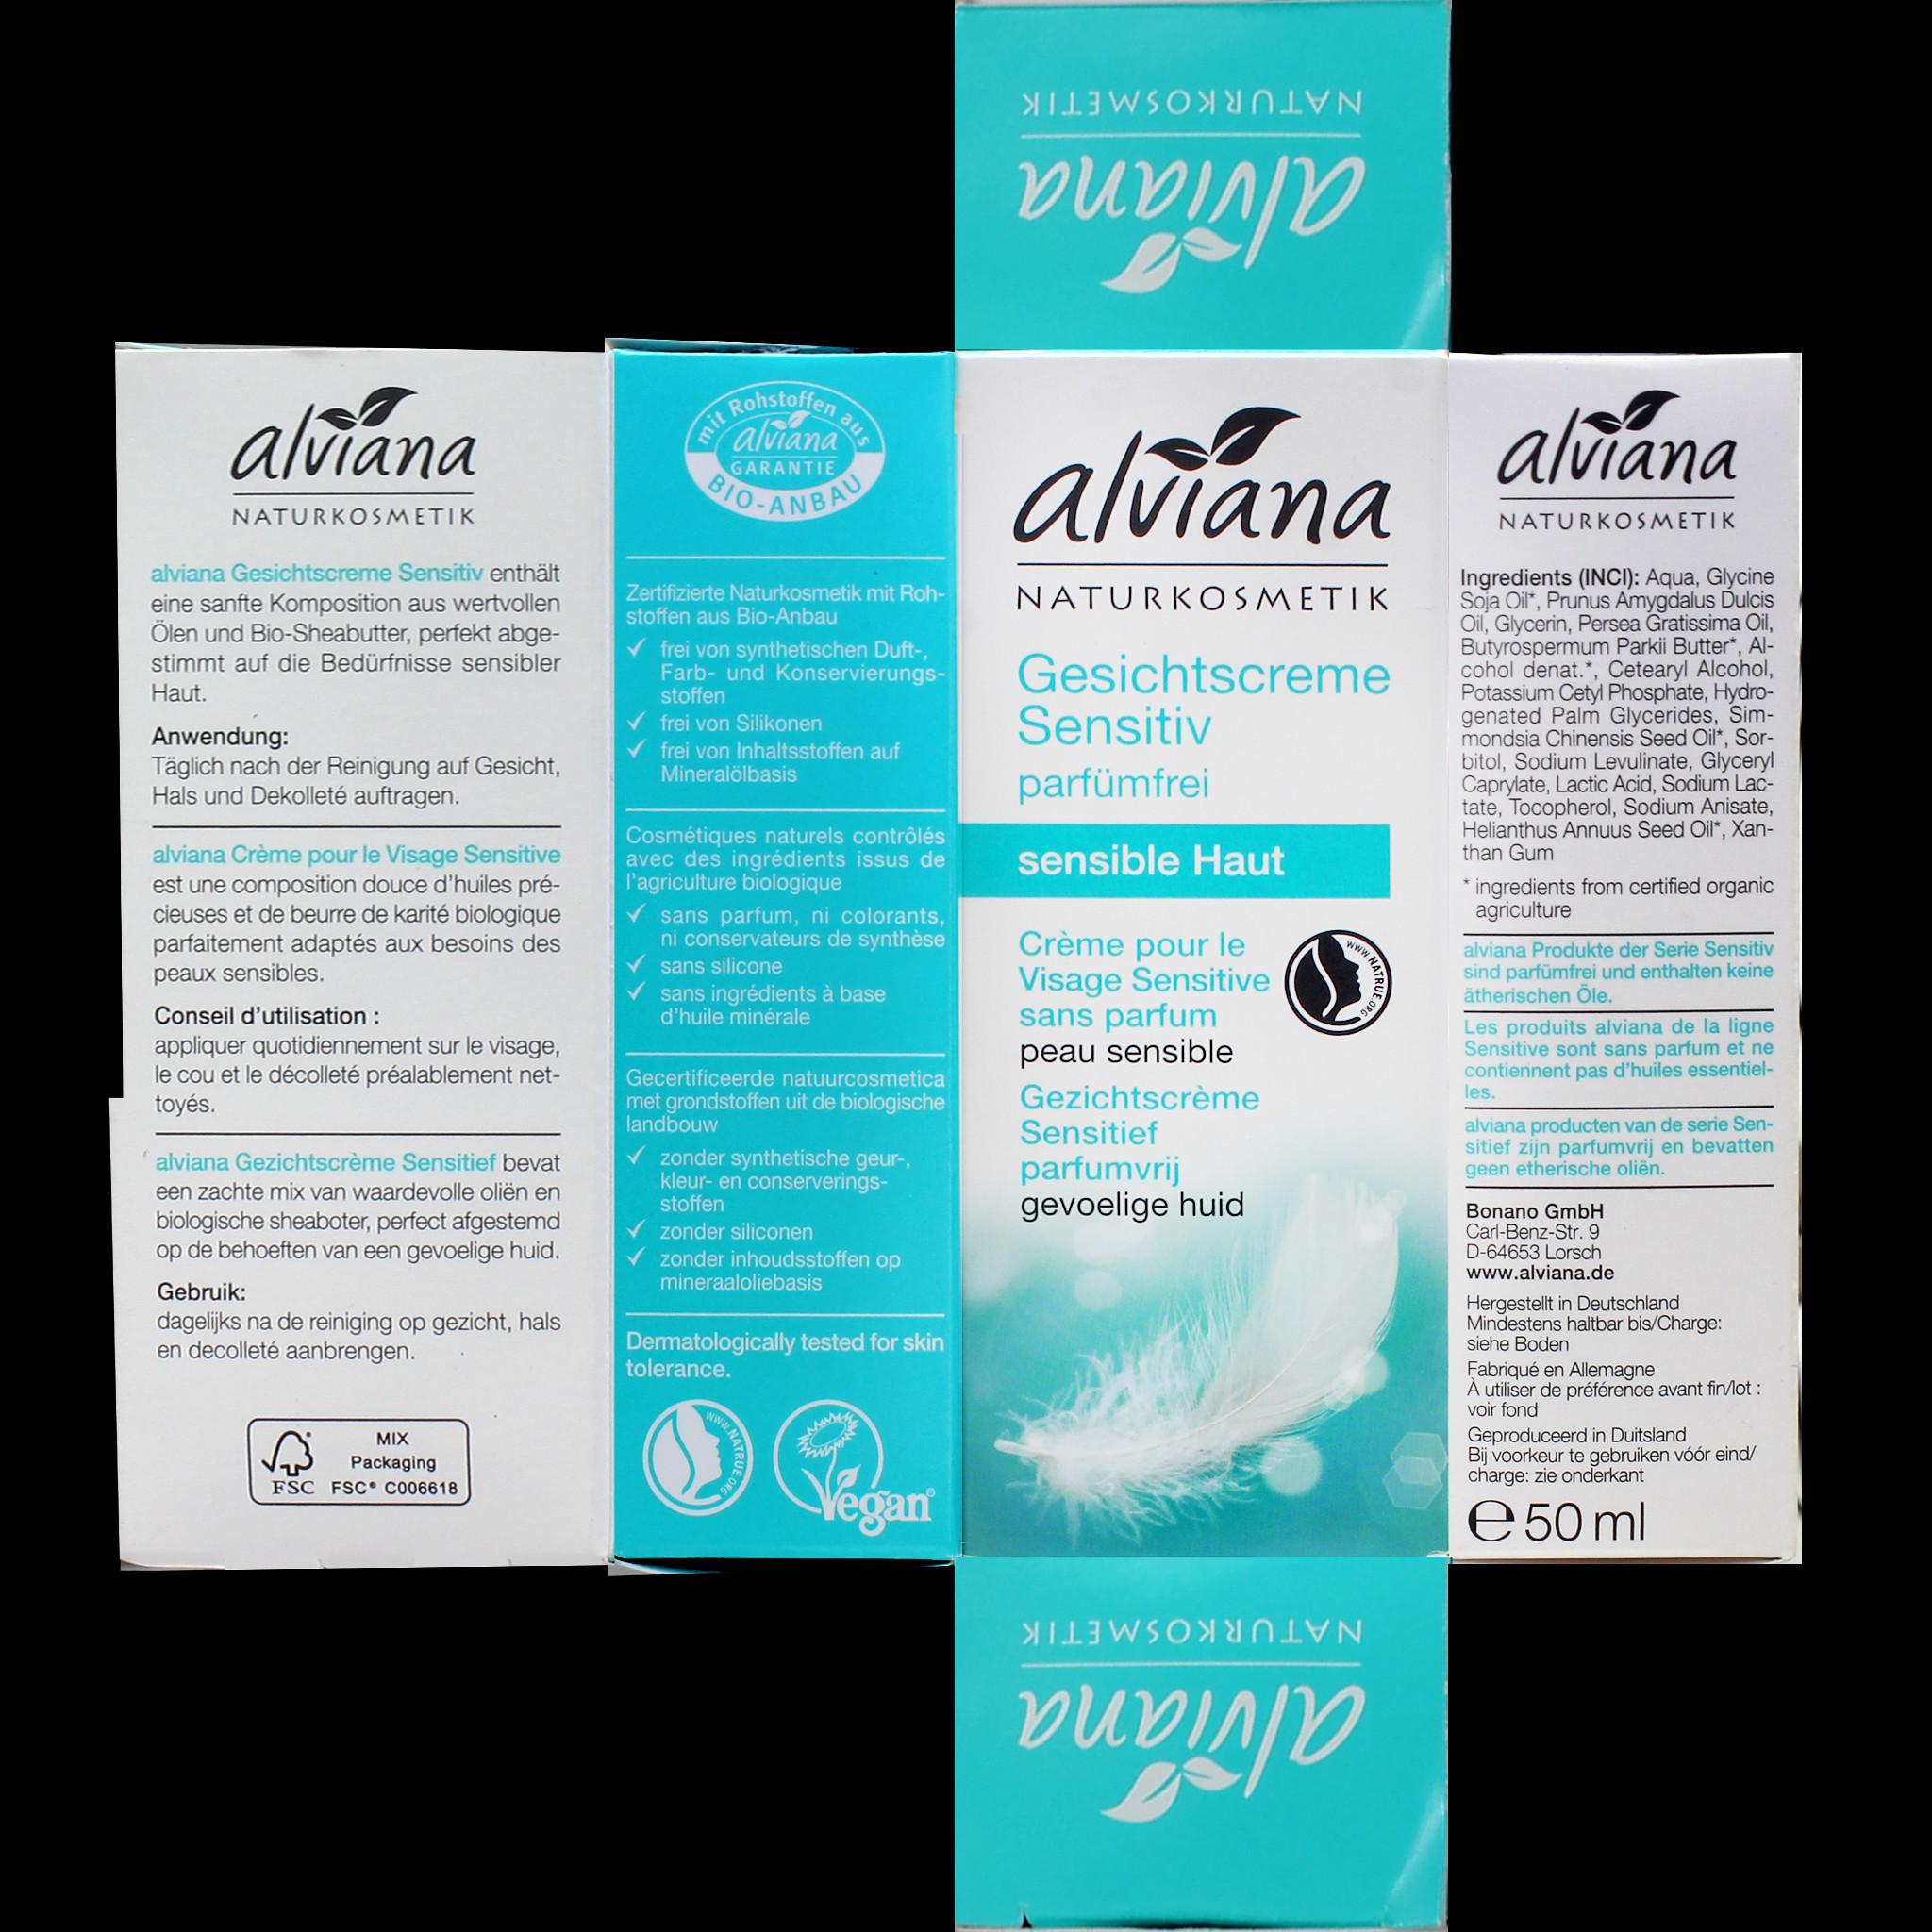 NATURKOSMETIK
alviana
alviana
NATURKOSMETIK
alviana Gesichtscreme Sensitiv enthält
eine sanfte Komposition aus wertvollen
Ölen und Bio-Sheabutter, perfekt abge-
stimmt auf die Bedürfnisse sensibler
Haut.
Anwendung:
Täglich nach der Reinigung auf Gesicht,
Hals und Dekolleté auftragen.
alviana Crème pour le Visage Sensitive
est une composition douce d'huiles pré-
cieuses et de beurre de karité biologique
parfaitement adaptés aux besoins des
peaux sensibles.
Conseil d'utilisation :
appliquer quotidiennement sur le visage,
le cou et le décolleté préalablement net-
toyés.
alviana Gezichtscrème Sensitief bevat
een zachte mix van waardevolle oliën en
biologische sheaboter, perfect afgestemd
op de behoeften van een gevoelige huid.
Gebruik:
dagelijks na de reiniging op gezicht, hals
en decolleté aanbrengen.
FSC
MIX
Packaging
FSC® C006618
mit Rohstoffen aus
alviana
GARANTIE
BIO-ANBAU
Zertifizierte Naturkosmetik mit Roh-
stoffen aus Bio-Anbau
✓ frei von synthetischen Duft-,
Farb- und Konservierungs-
stoffen
✓ frei von Silikonen
✓ frei von Inhaltsstoffen auf
Mineralölbasis
Cosmétiques naturels contrôlés
avec des ingrédients issus de
l'agriculture biologique
✓ sans parfum, ni colorants,
ni conservateurs de synthèse
✓ sans silicone
✓ sans ingrédients à base
d'huile minérale
Gecertificeerde natuurcosmetica
met grondstoffen uit de biologische
landbouw
✓ zonder synthetische geur-,
kleur- en conserverings-
stoffen
✓ zonder siliconen
✓ zonder inhoudsstoffen op
mineraaloliebasis
Dermatologically tested for skin
tolerance.
WWW.NATRUE.ORG
Vegan®
alviana
NATURKOSMETIK
Gesichtscreme
Sensitiv
parfümfrei
sensible Haut
Crème pour le
Visage Sensitive
sans parfum
peau sensible
WWW.NATRUE.ORG
Gezichtscrème
Sensitief
parfumvrij
gevoelige huid
alviana
NATURKOSMETIK
Ingredients (INCI): Aqua, Glycine
Soja Oil*, Prunus Amygdalus Dulcis
Oil, Glycerin, Persea Gratissima Oil,
Butyrospermum Parkii Butter*, Al-
cohol denat.*, Cetearyl Alcohol,
Potassium Cetyl Phosphate, Hydro-
genated Palm Glycerides, Sim-
mondsia Chinensis Seed Oil*, Sor-
bitol, Sodium Levulinate, Glyceryl
Caprylate, Lactic Acid, Sodium Lac-
tate, Tocopherol, Sodium Anisate,
Helianthus Annuus Seed Oil*, Xan-
than Gum
* ingredients from certified organic
agriculture
alviana Produkte der Serie Sensitiv
sind parfümfrei und enthalten keine
ätherischen Öle.
Les produits alviana de la ligne
Sensitive sont sans parfum et ne
contiennent pas d'huiles essentiel-
les.
alviana producten van de serie Sen-
sitief zijn parfumvrij en bevatten
geen etherische oliën.
Bonano GmbH
Carl-Benz-Str. 9
D-64653 Lorsch
www.alviana.de
Hergestellt in Deutschland
Mindestens haltbar bis/Charge:
siehe Boden
Fabriqué en Allemagne
À utiliser de préférence avant fin/lot :
voir fond
Geproduceerd in Duitsland
Bij voorkeur te gebruiken vóór eind/
charge: zie onderkant
℮ 50 ml
NATURKOSMETIK
alviana